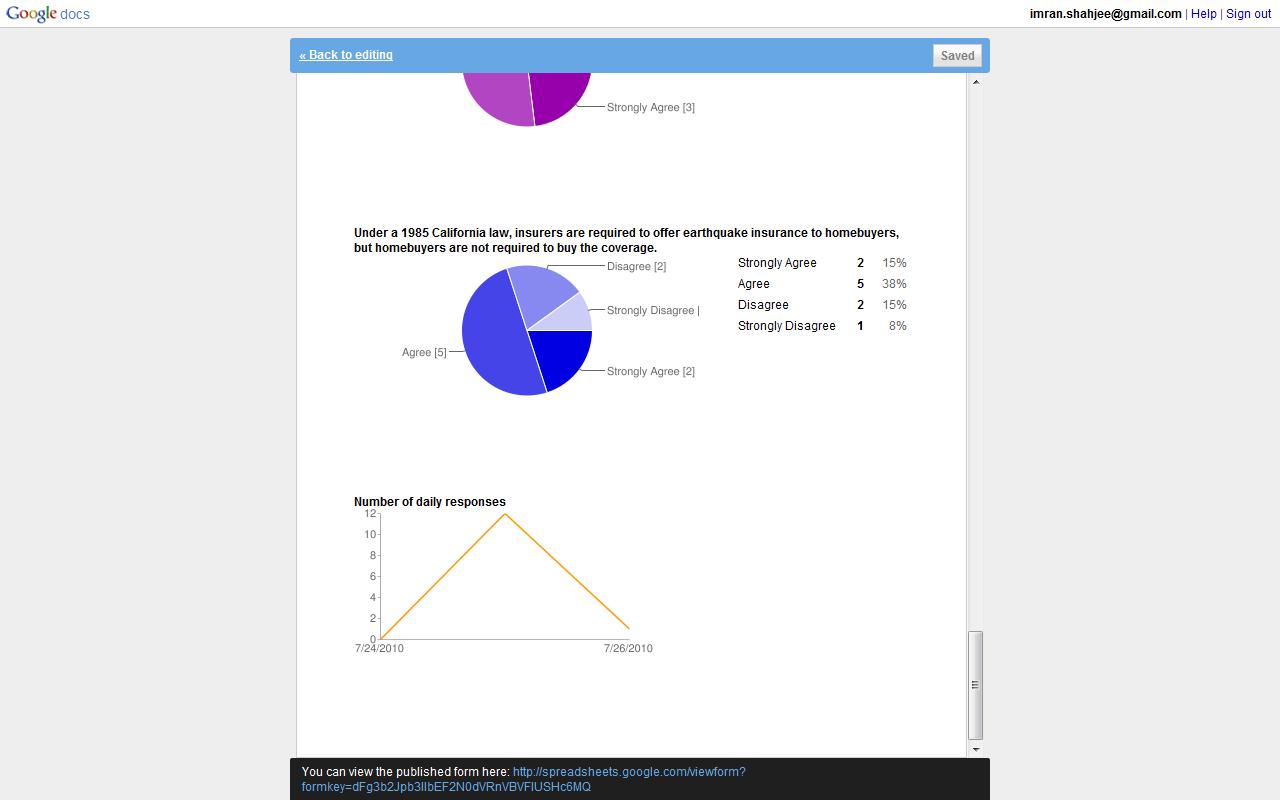 Google docs
imran.shahjee@gmail.com | Help | Sign out
« Back to editing
Saved
Strongly Agree [3]
Under a 1985 California law, insurers are required to offer earthquake insurance to homebuyers,
but homebuyers are not required to buy the coverage.
Disagree [2]
Strongly Disagree [
Agree [5]
Strongly Agree [2]
Strongly Agree 2 15%
Agree 5 38%
Disagree 2 15%
Strongly Disagree 1 8%
Number of daily responses
12
10
8
6
4
2
0
7/24/2010 7/26/2010
You can view the published form here: http://spreadsheets.google.com/viewform?